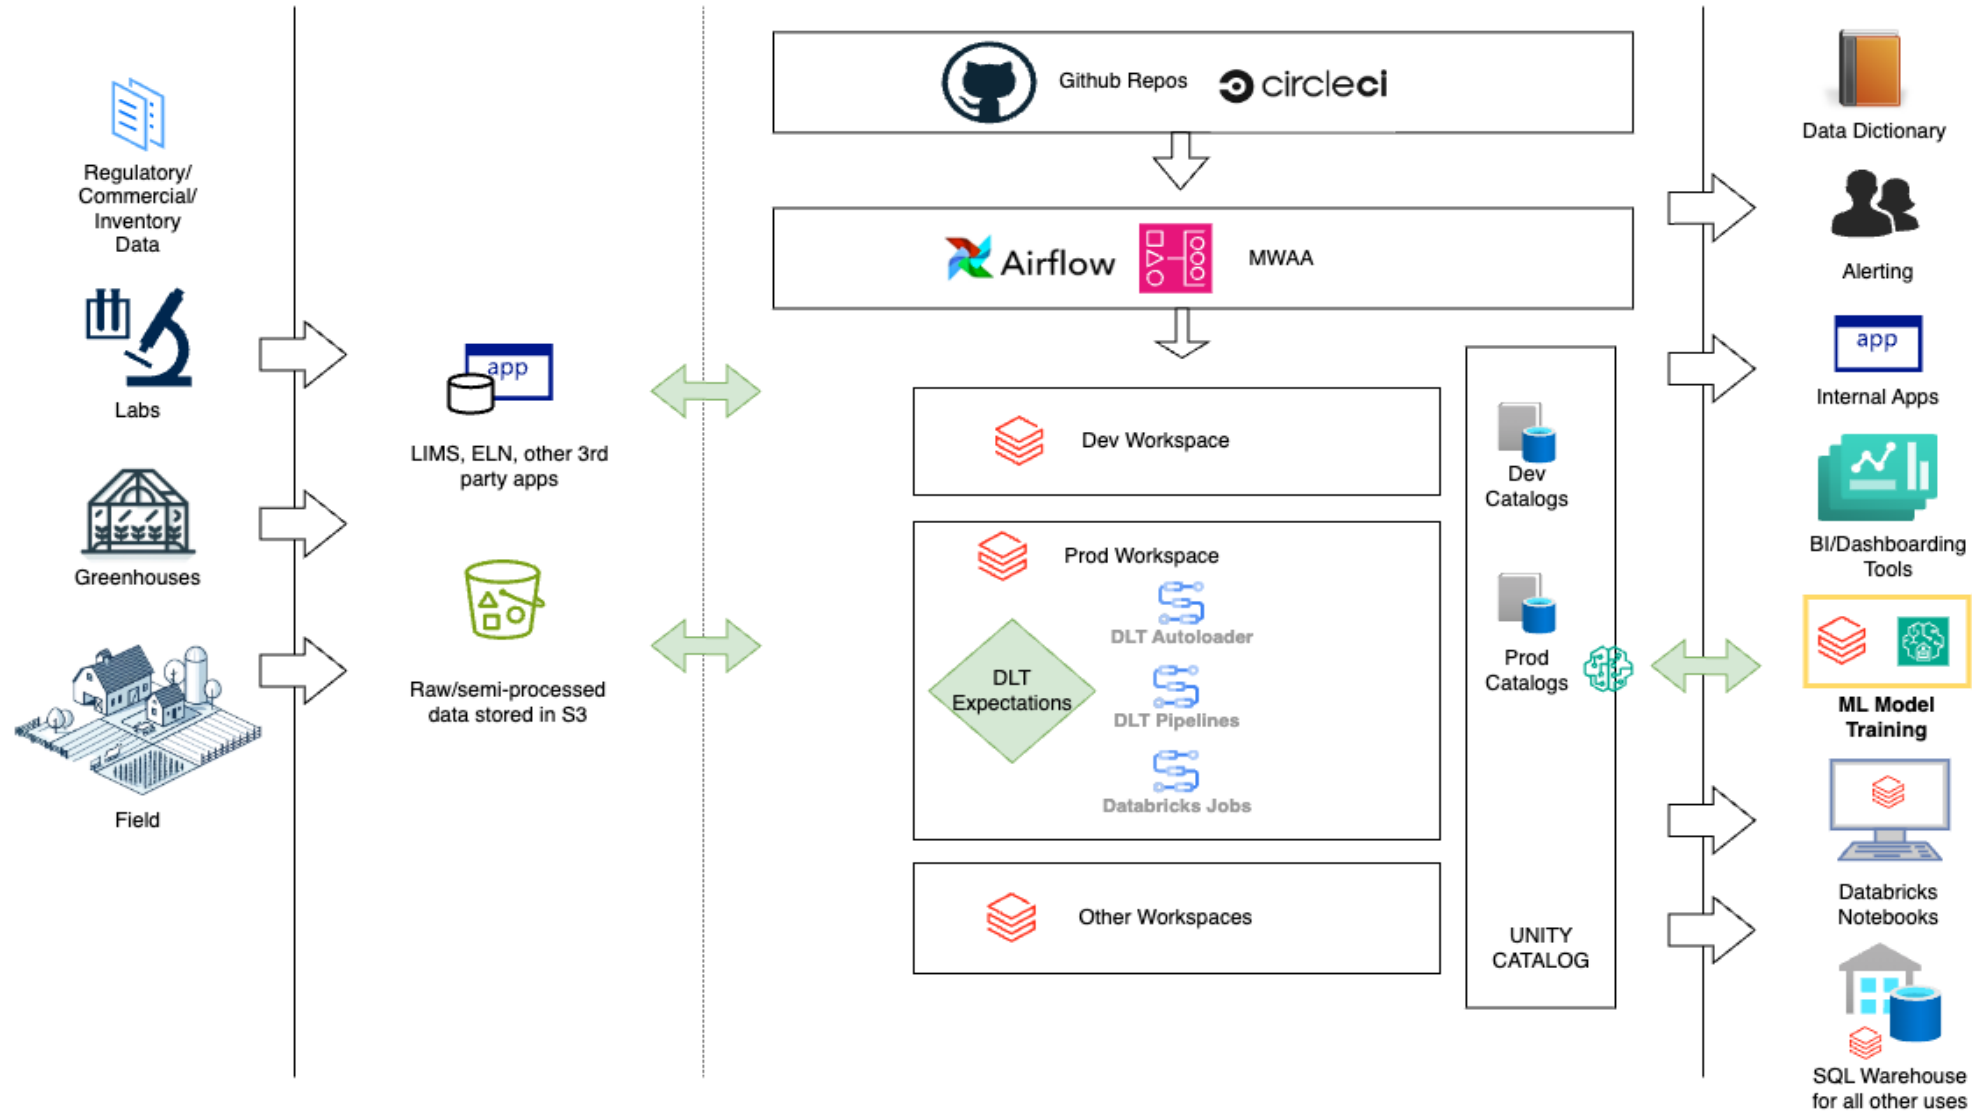 Regulatory/
Commercial/
Inventory
Data
Labs
Greenhouses
Field
app
LIMS, ELN, other 3rd
party apps
Raw/semi-processed
data stored in S3
Github Repos
circleci
Airflow
MWAA
Dev Workspace
Prod Workspace
DLT
Expectations
DLT Autoloader
DLT Pipelines
Databricks Jobs
Other Workspaces
Dev
Catalogs
Prod
Catalogs
UNITY
CATALOG
Data Dictionary
Alerting
app
Internal Apps
BI/Dashboarding
Tools
ML Model
Training
Databricks
Notebooks
SQL Warehouse
for all other uses